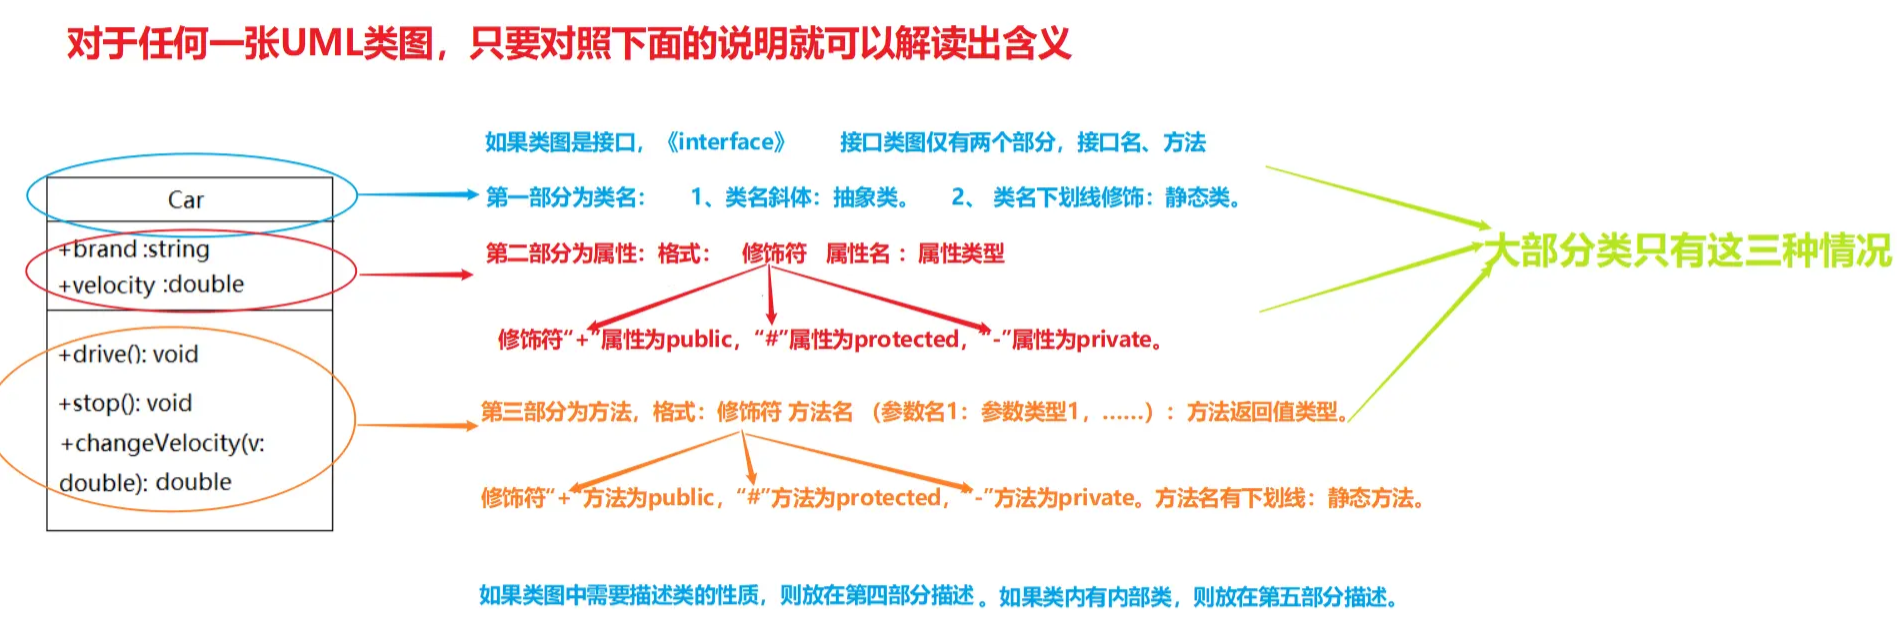 对于任何一张UML类图，只要对照下面的说明就可以解读出含义
如果类图是接口，《interface》 接口类图仅有两个部分，接口名、方法
Car
第一部分为类名： 1、类名斜体：抽象类。 2、 类名下划线修饰：静态类。
+brand :string
+velocity :double
第二部分为属性：格式： 修饰符 属性名 ：属性类型
大部分类只有这三种情况
修饰符“+”属性为public，“#”属性为protected，“-”属性为private。
+drive(): void
+stop(): void
+changeVelocity(v:
double): double
第三部分为方法，格式：修饰符 方法名 （参数名1：参数类型1，……）：方法返回值类型。
修饰符“+”方法为public，“#”方法为protected，“-”方法为private。方法名有下划线：静态方法。
如果类图中需要描述类的性质，则放在第四部分描述 。如果类内有内部类，则放在第五部分描述。